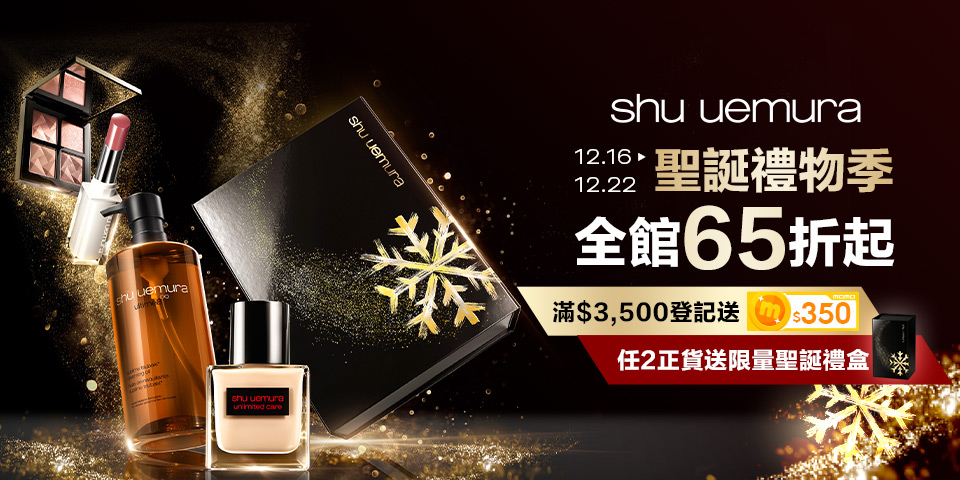 shu uemura
12.16▸
12.22
聖誕禮物季
全館65折起
滿$3,500登記送
momo
m
$350
任2正貨送限量聖誕禮盒
shu uemura
shu uemura
shu uemura
unlimited care